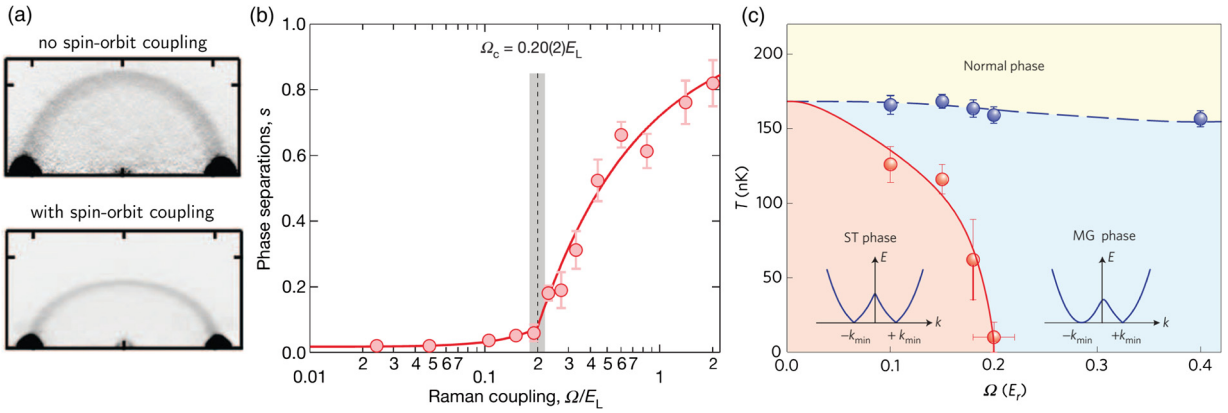 (a)
no spin-orbit coupling
with spin-orbit coupling
(b)
Ωc = 0.20(2)EL
1.0
0.8
0.6
0.4
0.2
0.0
Phase separations, s
2 3 4 5 6 7 2 3 4 5 6 7 2
0.01 0.1 1
Raman coupling, Ω/EL
(c)
200
150
100
50
0
T (nK)
Normal phase
ST phase
E
k
−kmin + kmin
MG phase
E
k
−kmin +kmin
0.0 0.1 0.2 0.3 0.4
Ω (Er)